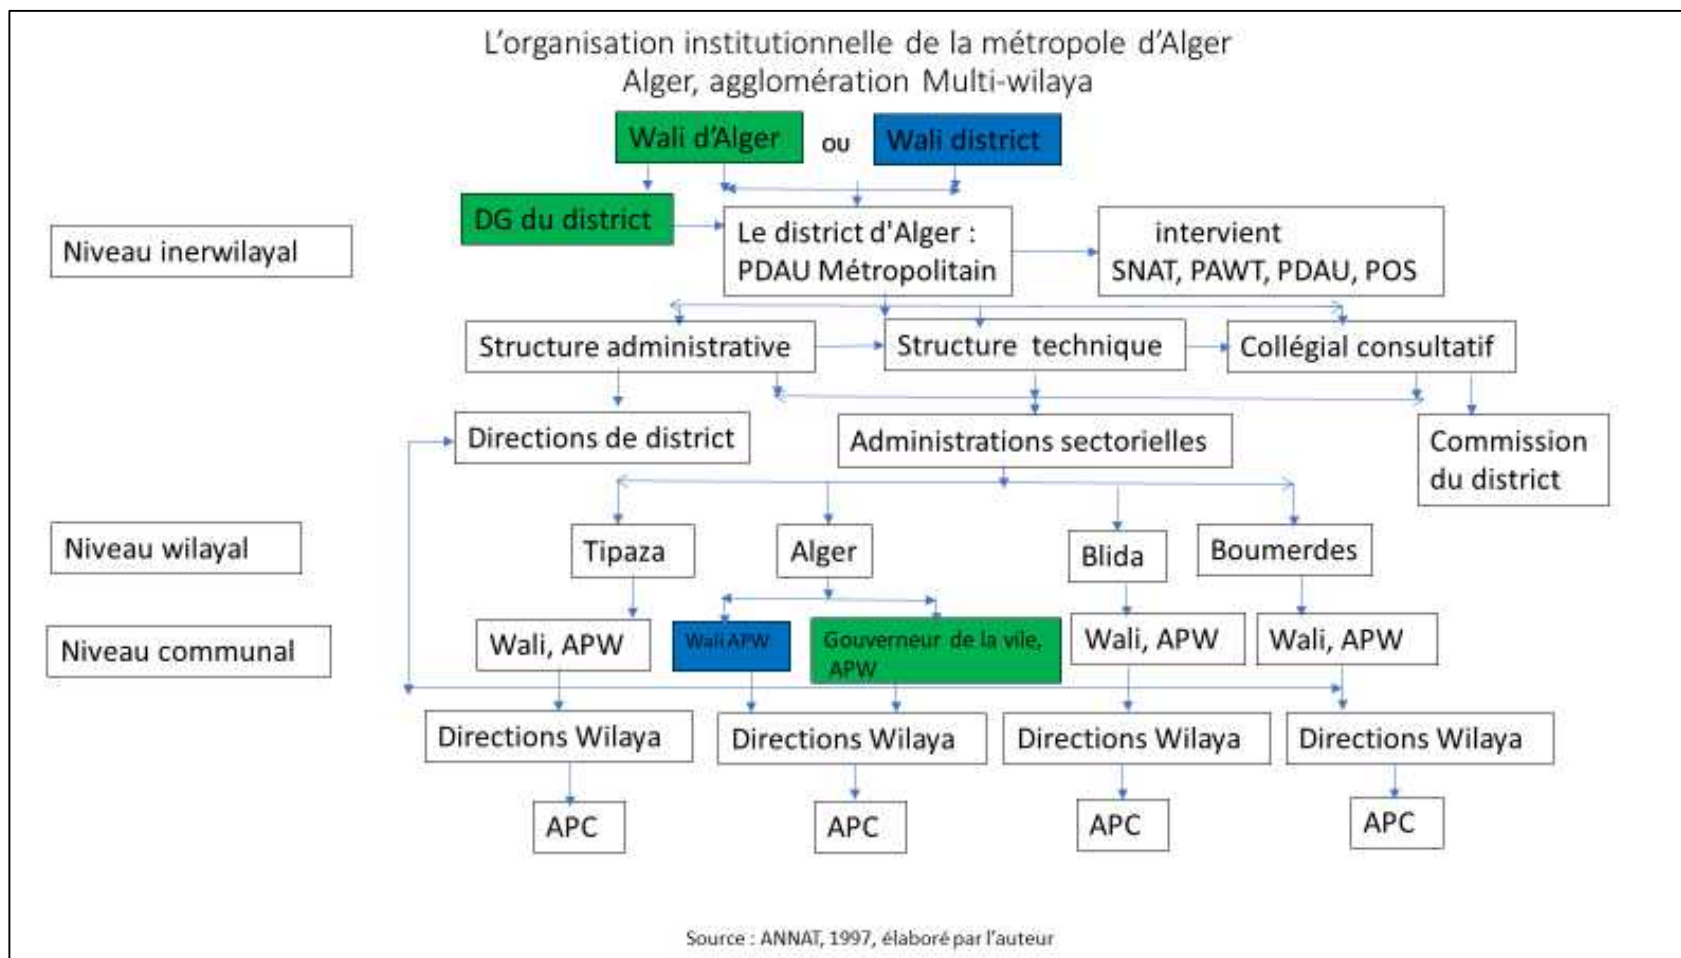 L'organisation institutionnelle de la métropole d'Alger
Alger, agglomération Multi-wilaya
Wali d'Alger
OU
Wali district
DG du district
Niveau inerwilayal
Le district d'Alger :
PDAU Métropolitain
intervient
SNAT, PAWT, PDAU, POS
Structure administrative
Structure technique
Collégial consultatif
Directions de district
Administrations sectorielles
Commission
du district
Niveau wilayal
Tipaza
Alger
Blida
Boumerdes
Niveau communal
Wali, APW
Wali APW
Gouverneur de la vile,
APW
Wali, APW
Wali, APW
Directions Wilaya
Directions Wilaya
Directions Wilaya
Directions Wilaya
APC
APC
APC
APC
Source : ANNAT, 1997, élaboré par l'auteur